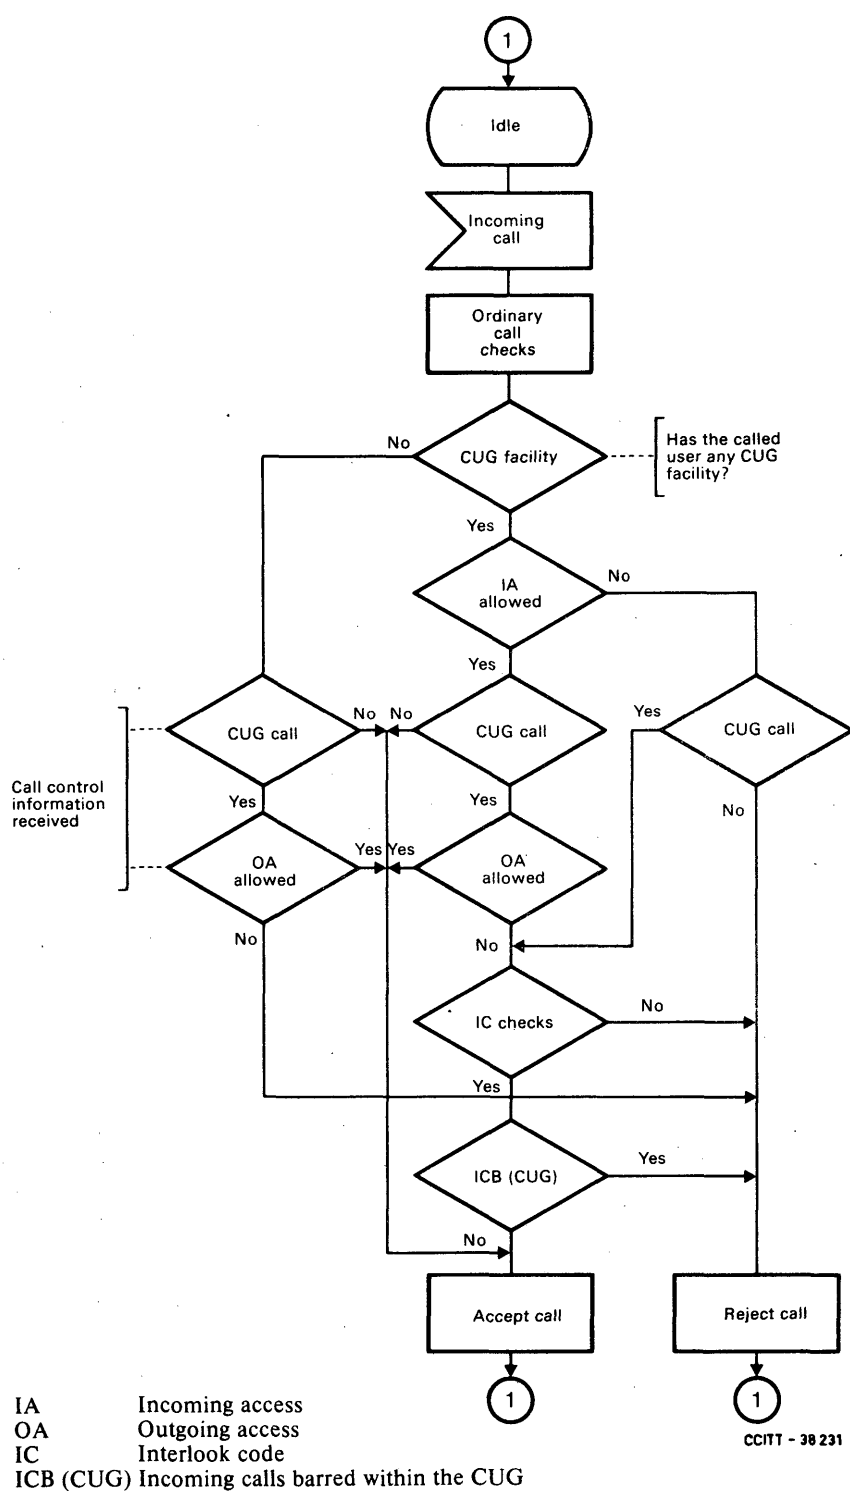 1
Idle
Incoming
call
Ordinary
call
checks
No
CUG facility
Has the called
user any CUG
facility?
Yes
IA
allowed
No
Yes
CUG call
No
No
CUG call
Yes
CUG call
Call control
information
received
Yes
Yes
No
OA
allowed
Yes
Yes
OA
allowed
No
No
IC checks
No
Yes
ICB (CUG)
Yes
No
Accept call
Reject call
1
1
IA Incoming access
OA Outgoing access
IC Interlook code
ICB (CUG) Incoming calls barred within the CUG
CCITT - 38 231